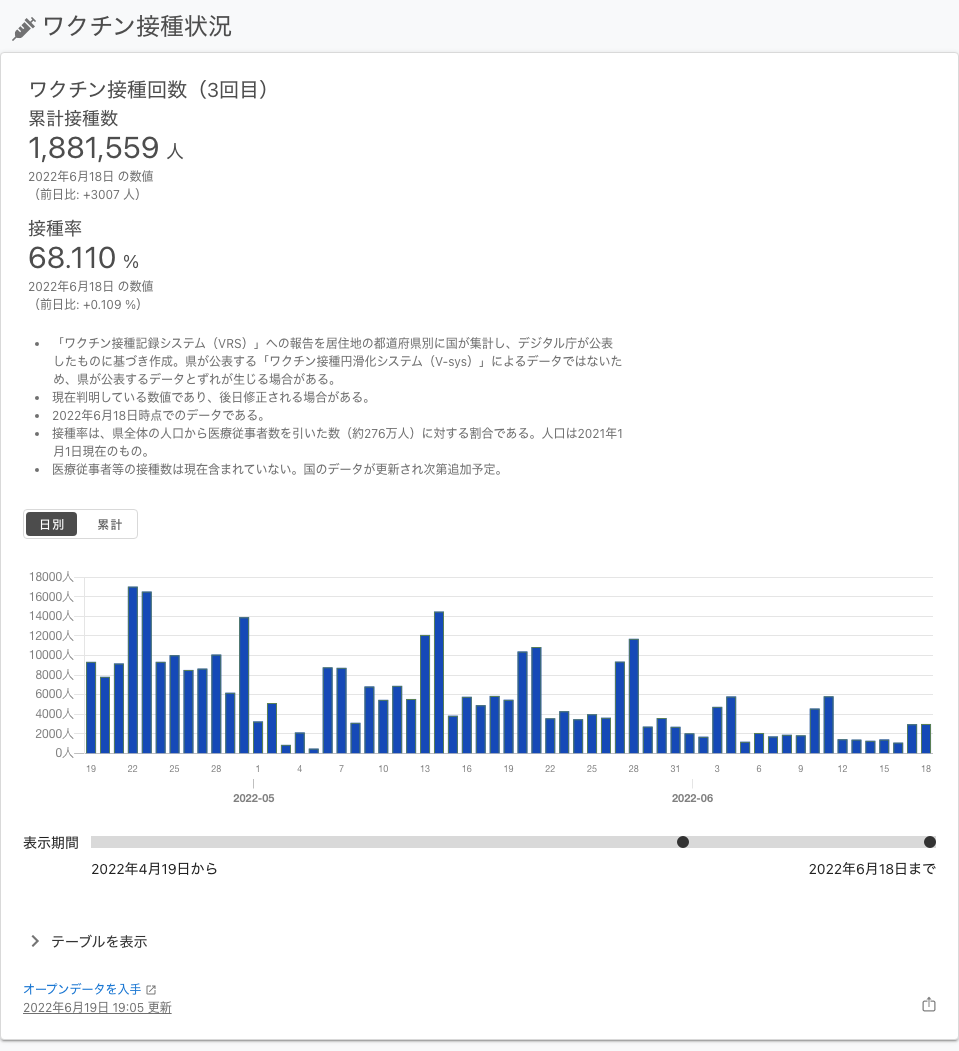 ワクチン接種状況
ワクチン接種回数（3回目）
累計接種数
1,881,559 人
2022年6月18日 の数値
（前日比: +3007 人）
接種率
68.110 %
2022年6月18日 の数値
（前日比: +0.109 %）
• 「ワクチン接種記録システム（VRS）」への報告を居住地の都道府県別に国が集計し、デジタル庁が公表
したものに基づき作成。県が公表する「ワクチン接種円滑化システム（V-sys）」によるデータではないた
め、県が公表するデータとずれが生じる場合がある。
• 現在判明している数値であり、後日修正される場合がある。
• 2022年6月18日時点でのデータである。
• 接種率は、県全体の人口から医療従事者数を引いた数（約276万人）に対する割合である。人口は2021年1
月1日現在のもの。
• 医療従事者等の接種数は現在含まれていない。国のデータが更新され次第追加予定。
日別 累計
18000人
16000人
14000人
12000人
10000人
8000人
6000人
4000人
2000人
0人
19 22 25 28 1 4 7 10 13 16 19 22 25 28 31 3 6 9 12 15 18
2022-05 2022-06
表示期間
2022年4月19日から 2022年6月18日まで
テーブルを表示
オープンデータを入手
2022年6月19日 19:05 更新